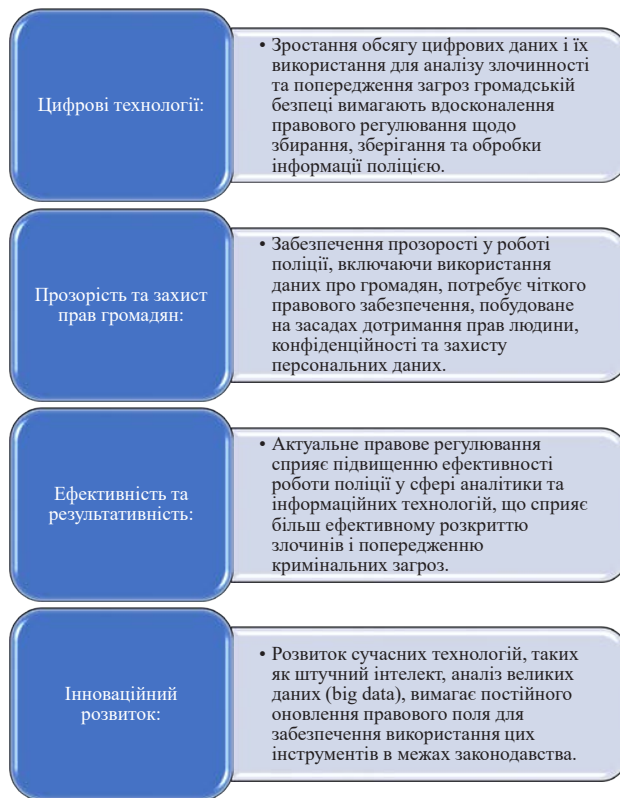 Цифрові технології:
• Зростання обсягу цифрових даних і їх
використання для аналізу злочинності
та попередження загроз громадській
безпеці вимагають вдосконалення
правового регулювання щодо
збирання, зберігання та обробки
інформації поліцією.
Прозорість та захист
прав громадян:
• Забезпечення прозорості у роботі
поліції, включаючи використання
даних про громадян, потребує чіткого
правового забезпечення, побудоване
на засадах дотримання прав людини,
конфіденційності та захисту
персональних даних.
Ефективність та
результативність:
• Актуальне правове регулювання
сприяє підвищенню ефективності
роботи поліції у сфері аналітики та
інформаційних технологій, що сприяє
більш ефективному розкриттю
злочинів і попередженню
кримінальних загроз.
Інноваційний
розвиток:
• Розвиток сучасних технологій, таких
як штучний інтелект, аналіз великих
даних (big data), вимагає постійного
оновлення правового поля для
забезпечення використання цих
інструментів в межах законодавства.